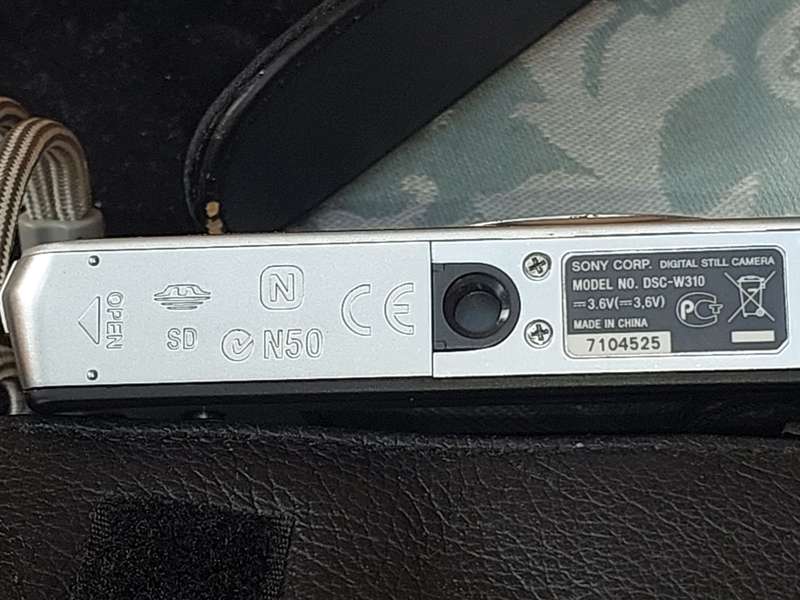 OPEN
SD
N
N50
CE
SONY CORP. DIGITAL STILL CAMERA
MODEL NO. DSC-W310
⎓3.6V(⎓3,6V)
MADE IN CHINA
7104525